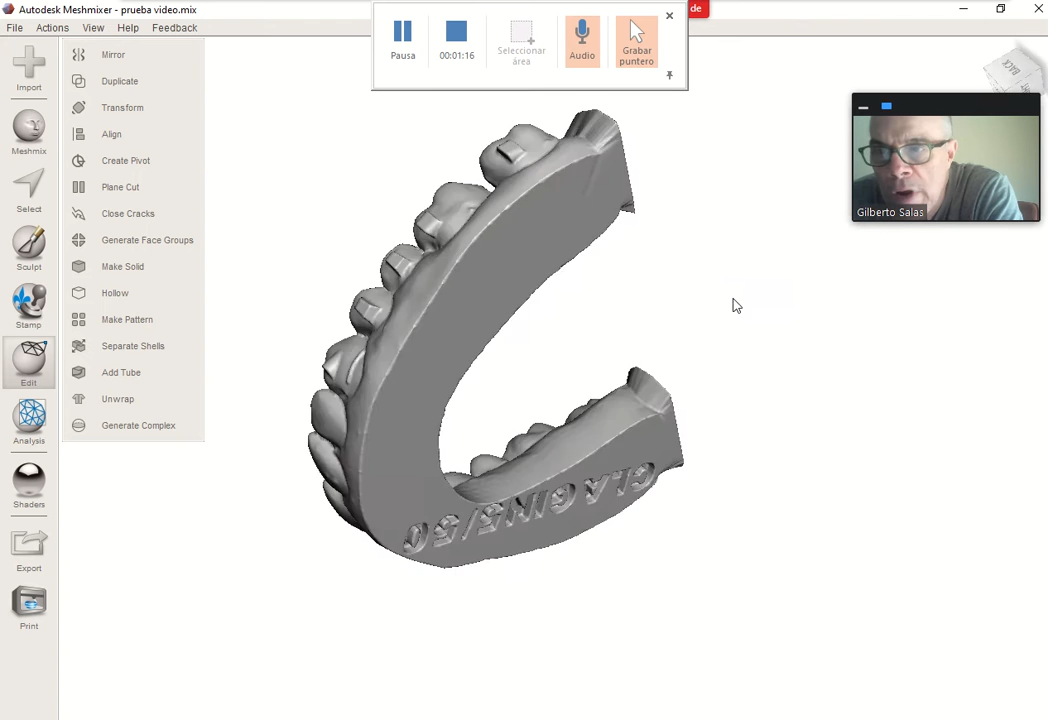 Autodesk Meshmixer - prueba video.mix
de
File Actions View Help Feedback
Pausa
00:01:16
Seleccionar
área
Audio
Grabar
puntero
Import
Meshmix
Select
Sculpt
Stamp
Edit
Analysis
Shaders
Export
Print
Mirror
Duplicate
Transform
Align
Create Pivot
Plane Cut
Close Cracks
Generate Face Groups
Make Solid
Hollow
Make Pattern
Separate Shells
Add Tube
Unwrap
Generate Complex
BACK
Gilberto Salas